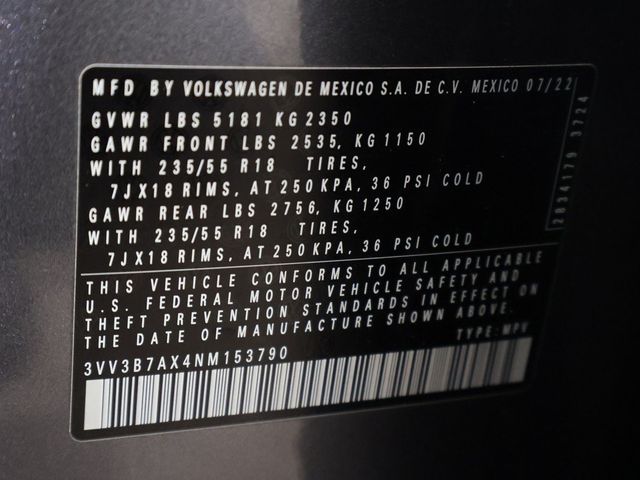 MFD BY VOLKSWAGEN DE MEXICO S.A. DE C.V. MEXICO 07/22
GVWR LBS 5181 KG 2350
GAWR FRONT LBS 2535, KG 1150
WITH 235/55 R18 TIRES,
7JX18 RIMS, AT 250 KPA, 36 PSI COLD
GAWR REAR LBS 2756, KG 1250
WITH 235/55 R18 TIRES,
7JX18 RIMS, AT 250 KPA, 36 PSI COLD
THIS VEHICLE CONFORMS TO ALL APPLICABLE
U.S. FEDERAL MOTOR VEHICLE SAFETY AND
THEFT PREVENTION STANDARDS IN EFFECT ON
THE DATE OF MANUFACTURE SHOWN ABOVE.
TYPE: MPV
3VV3B7AX4NM153790
2834179 3724